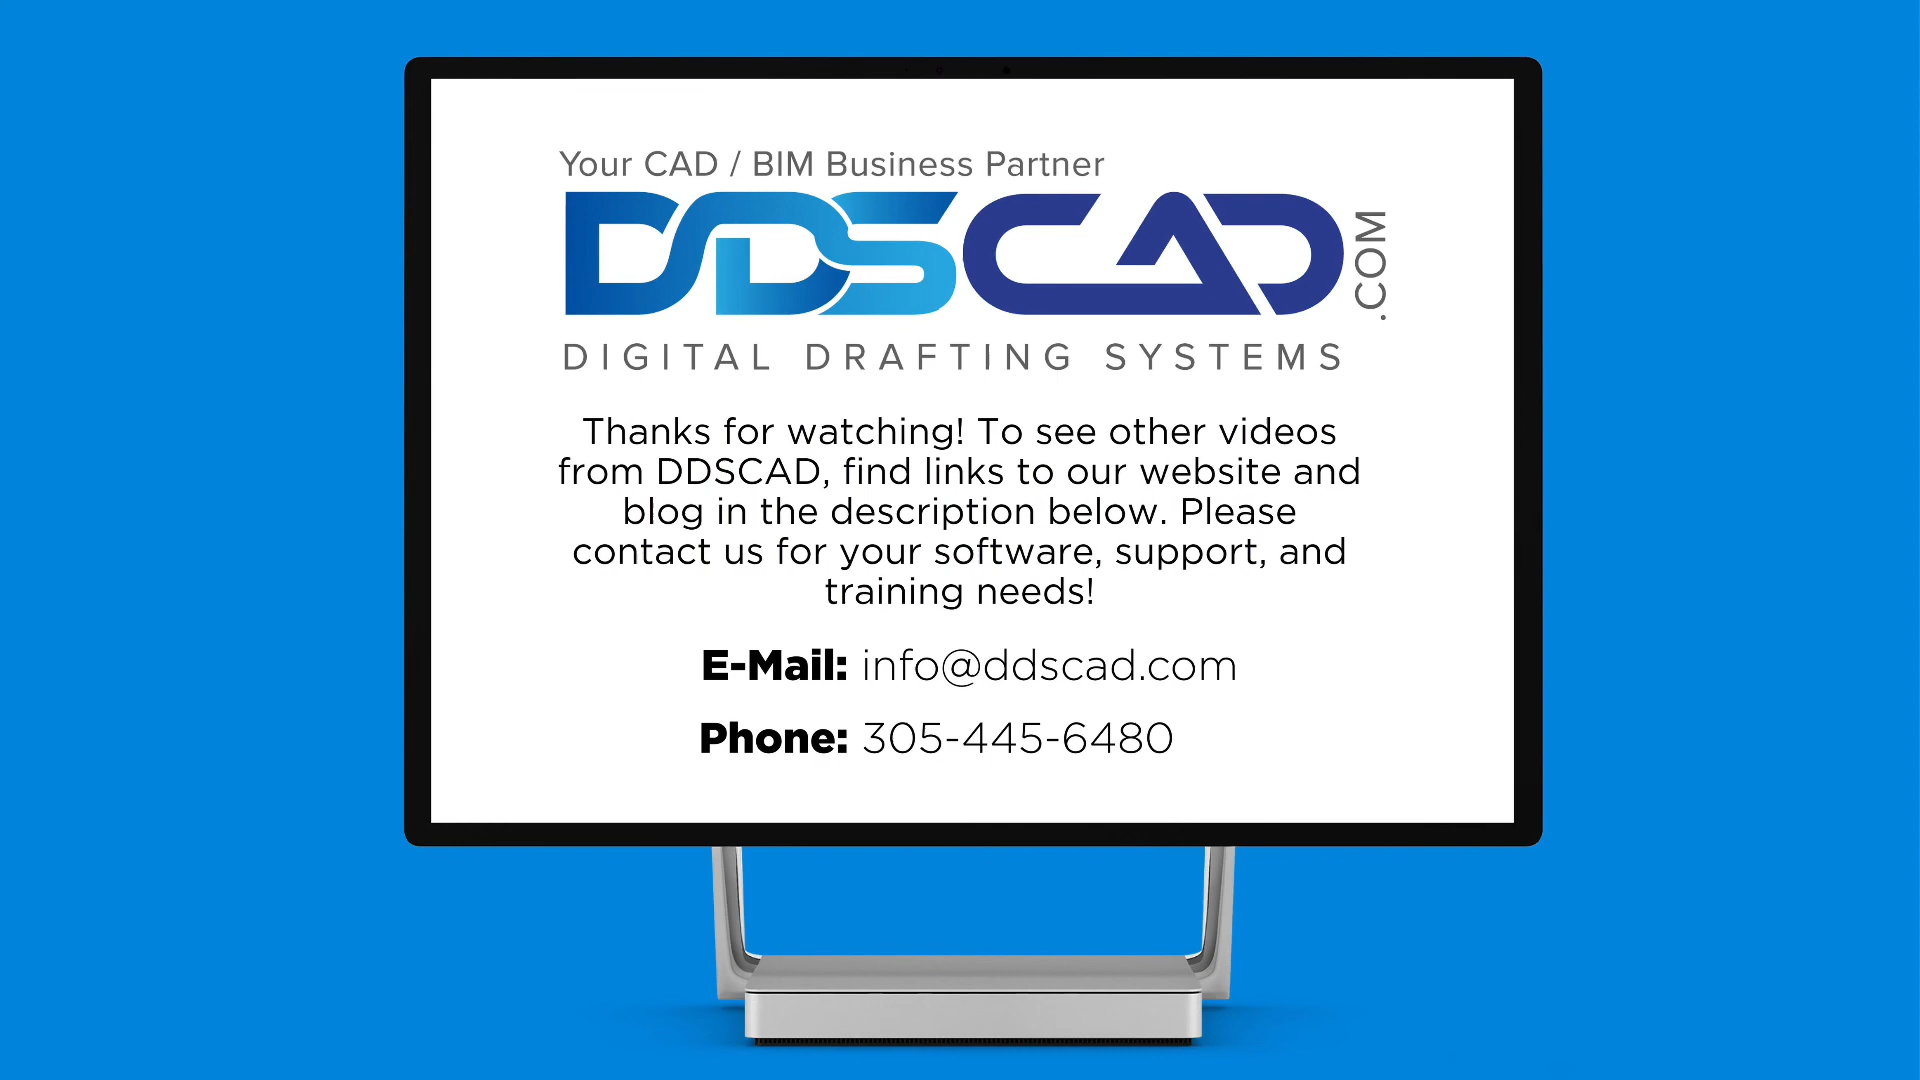 Your CAD / BIM Business Partner
DDSCAD
.COM
DIGITAL DRAFTING SYSTEMS
Thanks for watching! To see other videos
from DDSCAD, find links to our website and
blog in the description below. Please
contact us for your software, support, and
training needs!
E-Mail: info@ddscad.com
Phone: 305-445-6480